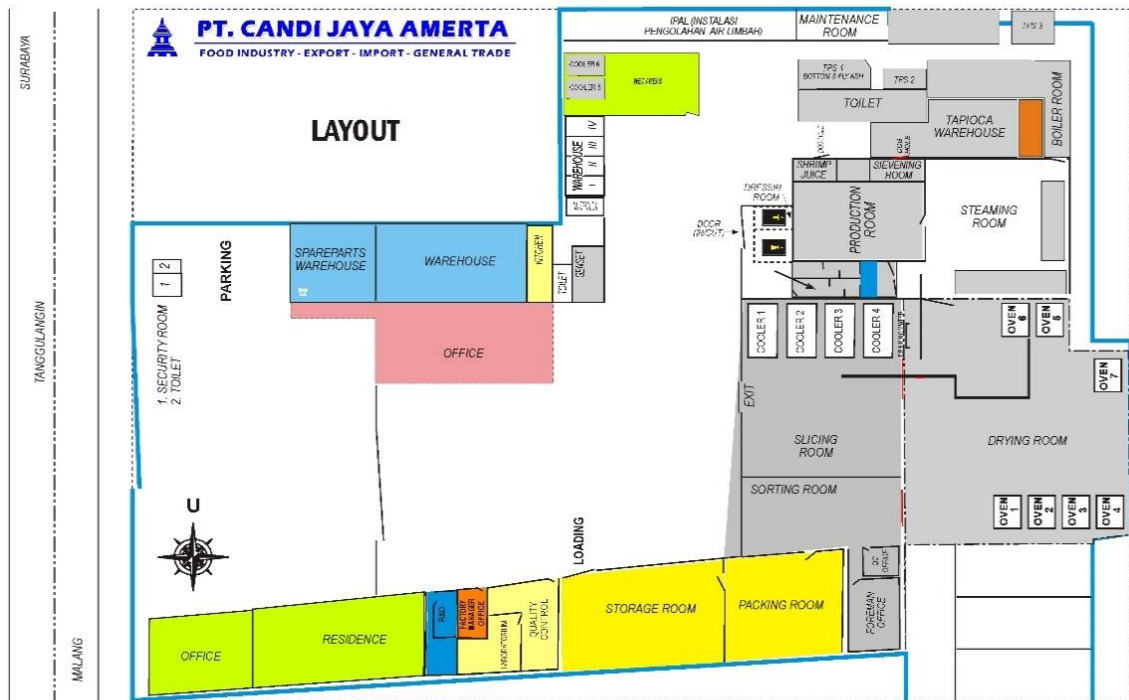 PT. CANDI JAYA AMERTA
FOOD INDUSTRY - EXPORT - IMPORT - GENERAL TRADE
LAYOUT
SURABAYA
TANGGULANGIN
MALANG
IPAL (INSTALASI
PENGOLAHAN AIR LIMBAH)
MAINTENANCE
ROOM
TPS 3
COOLER 6
COOLER 5
TPS 1
BOTTOM & FLY ASH
TPS 2
TOILET
TAPIOCA
WAREHOUSE
BOILER ROOM
WAREHOUSE
I II III IV
SHRIMP
JUICE
SIEVENING
ROOM
PRODUCTION
ROOM
STEAMING
ROOM
ROOM
DOOR
(IN/OUT)
PARKING
1 2
1. SECURITY ROOM
2. TOILET
SPAREPARTS
WAREHOUSE
WAREHOUSE
KITCHEN
TOILET
GENSET
OFFICE
COOLER 1
COOLER 2
COOLER 3
COOLER 4
OVEN
6
OVEN
5
OVEN
7
EXIT
SLICING
ROOM
DRYING ROOM
SORTING ROOM
OVEN
1
OVEN
2
OVEN
3
OVEN
4
U
LOADING
OFFICE
RESIDENCE
R&D
FACTORY
MANAGER
OFFICE
LABORATORIUM
QUALITY
CONTROL
STORAGE ROOM
PACKING ROOM
QC
OFFICE
FOREMAN
OFFICE